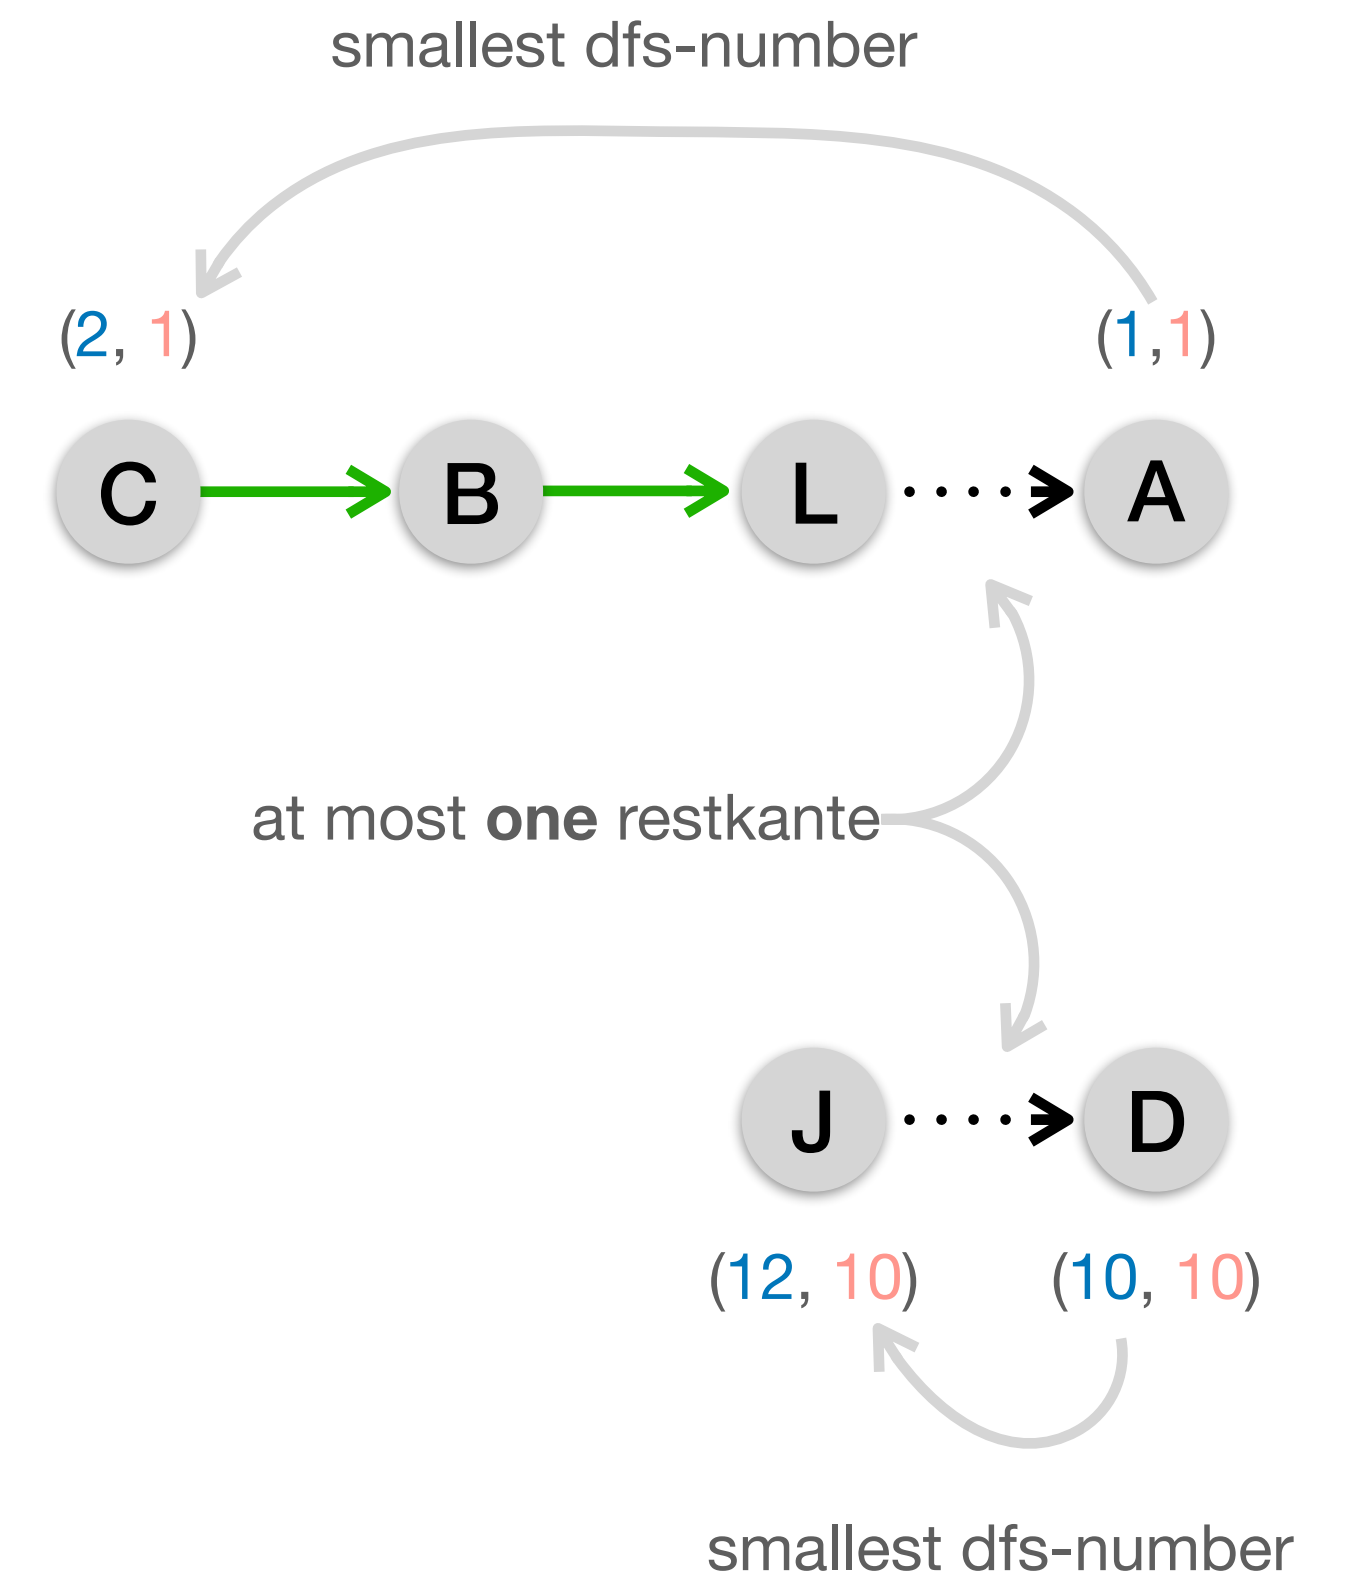 smallest dfs-number
(2, 1)
(1,1)
C
B
L
A
at most one restkante
J
D
(12, 10)
(10, 10)
smallest dfs-number